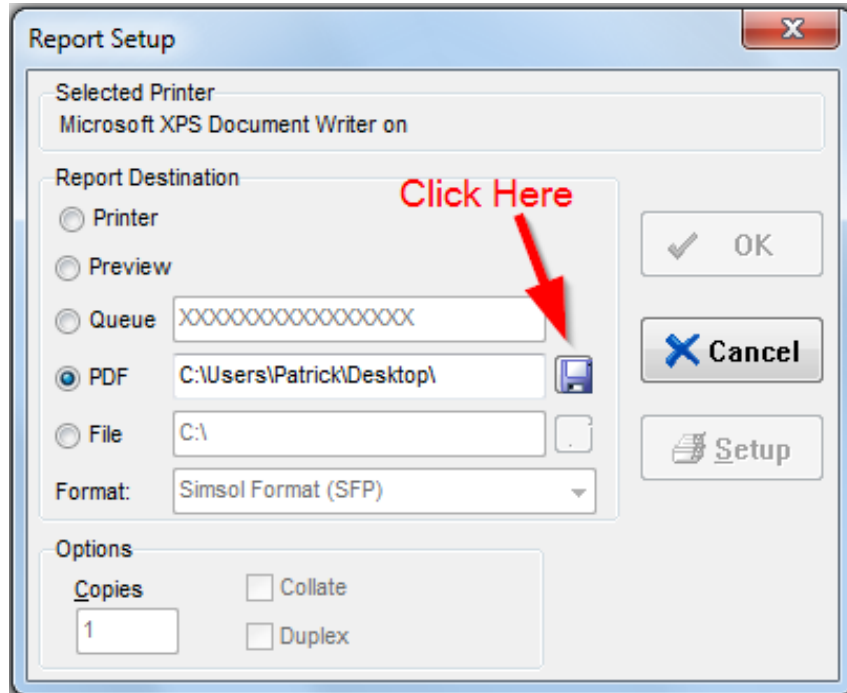 Report Setup
Selected Printer
Microsoft XPS Document Writer on
Report Destination
Click Here
Printer
Preview
Queue XXXXXXXXXXXXXXXX
PDF C:\Users\Patrick\Desktop\
File C:\
Format: Simsol Format (SFP)
OK
Cancel
Setup
Options
Copies Collate
1 Duplex